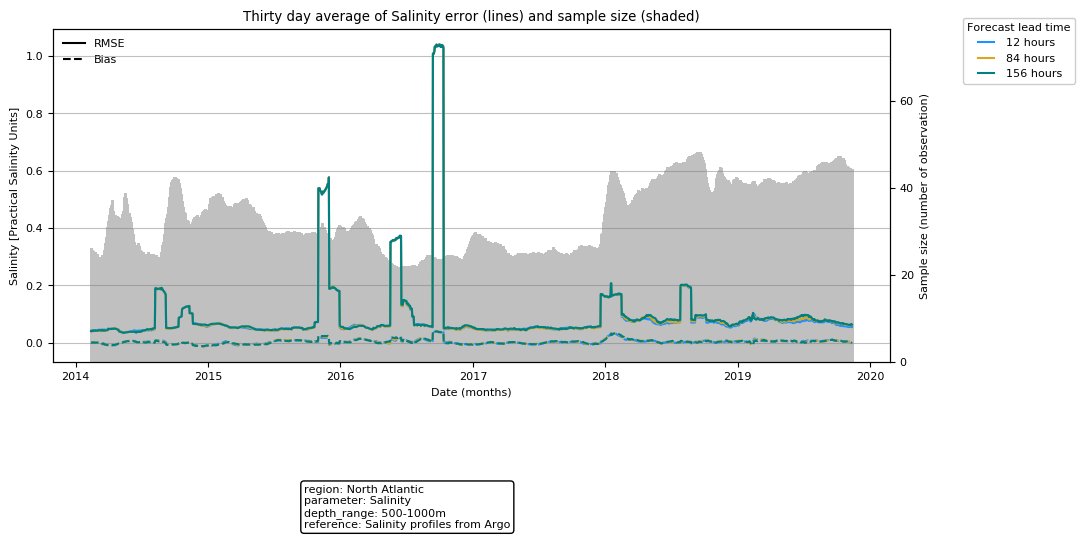 Thirty day average of Salinity error (lines) and sample size (shaded)
Forecast lead time
12 hours
84 hours
156 hours
RMSE
Bias
Salinity [Practical Salinity Units]
1.0
0.8
0.6
0.4
0.2
0.0
60
40
20
0
Sample size (number of observation)
2014 2015 2016 2017 2018 2019 2020
Date (months)
region: North Atlantic
parameter: Salinity
depth_range: 500-1000m
reference: Salinity profiles from Argo